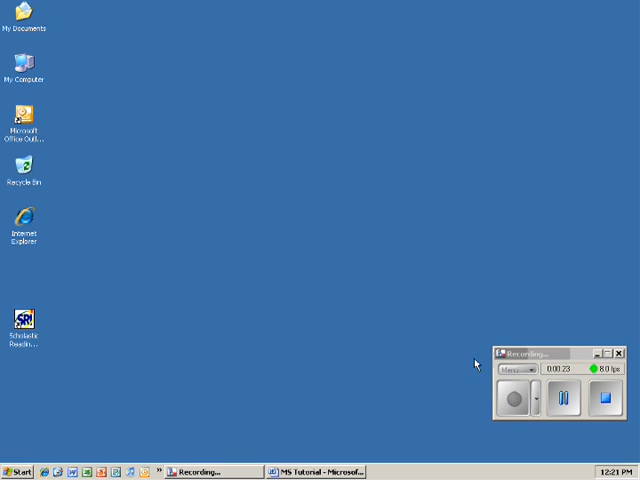 My Documents
My Computer
Microsoft
Office Outl...
Recycle Bin
Internet
Explorer
SRI
Scholastic
Readin...
Recording...
Menu
0:00:23
8.0 fps
Start
Recording...
MS Tutorial - Microsof...
12:21 PM